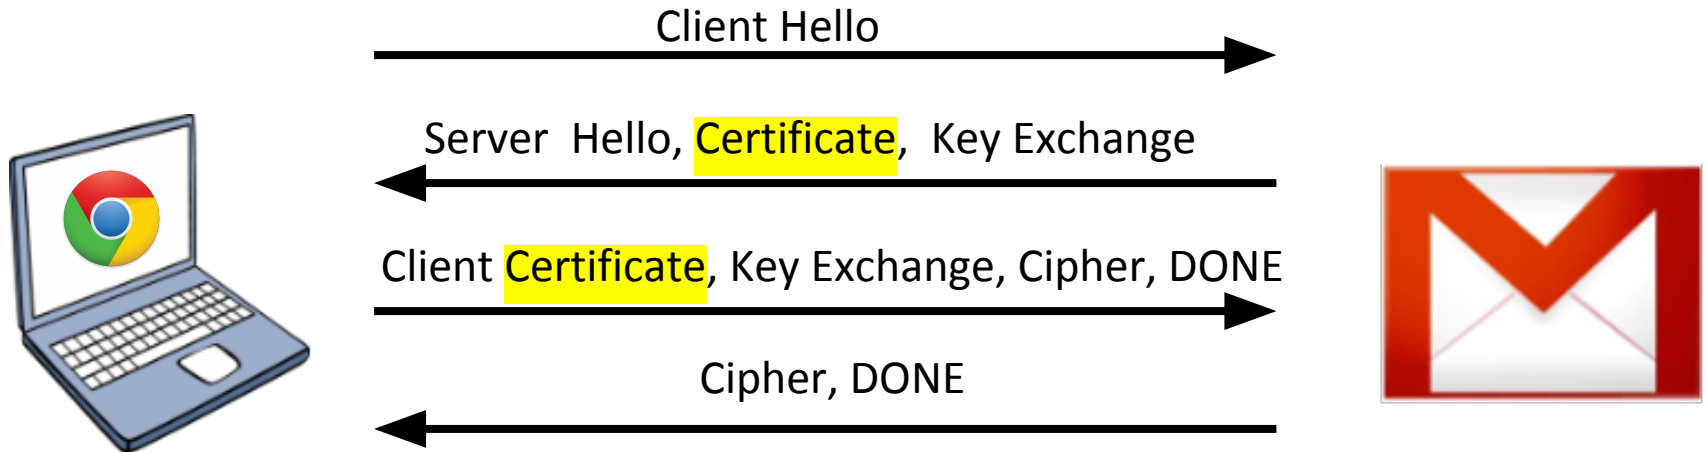 Client Hello
Server Hello, Certificate, Key Exchange
Client Certificate, Key Exchange, Cipher, DONE
Cipher, DONE